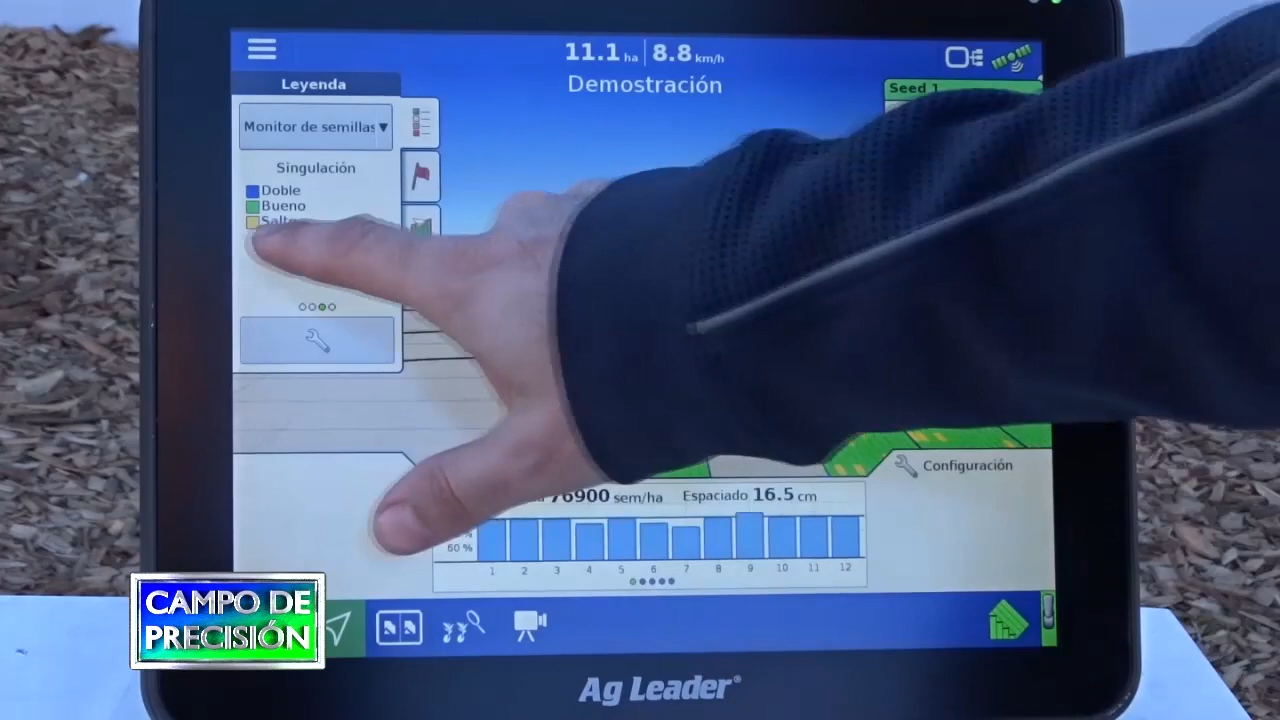 11.1 ha 8.8 km/h
Demostración
Leyenda
Seed 1
Monitor de semillas ▼
Singulación
Doble
Bueno
Configuración
76900 sem/ha Espaciado 16.5 cm
60 %
1 2 3 4 5 6 7 8 9 10 11 12
CAMPO DE
PRECISIÓN
Ag Leader®